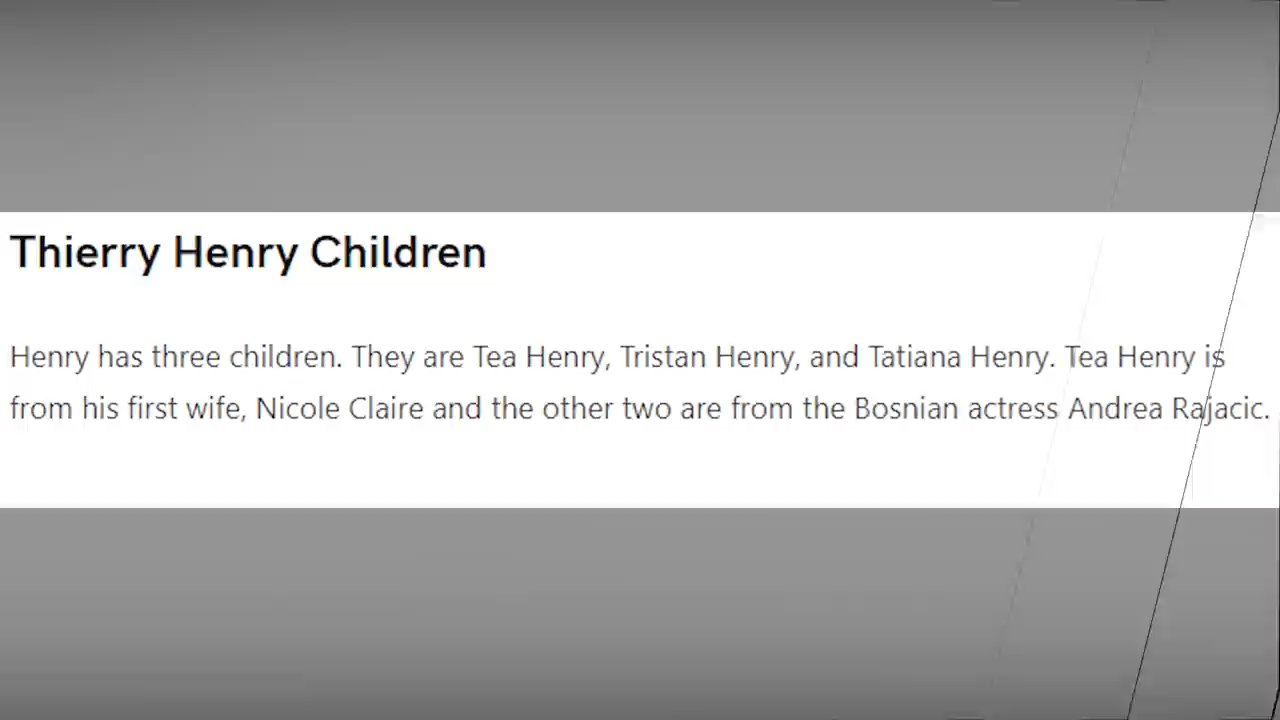 Thierry Henry Children
Henry has three children. They are Tea Henry, Tristan Henry, and Tatiana Henry. Tea Henry is
from his first wife, Nicole Claire and the other two are from the Bosnian actress Andrea Rajacic.